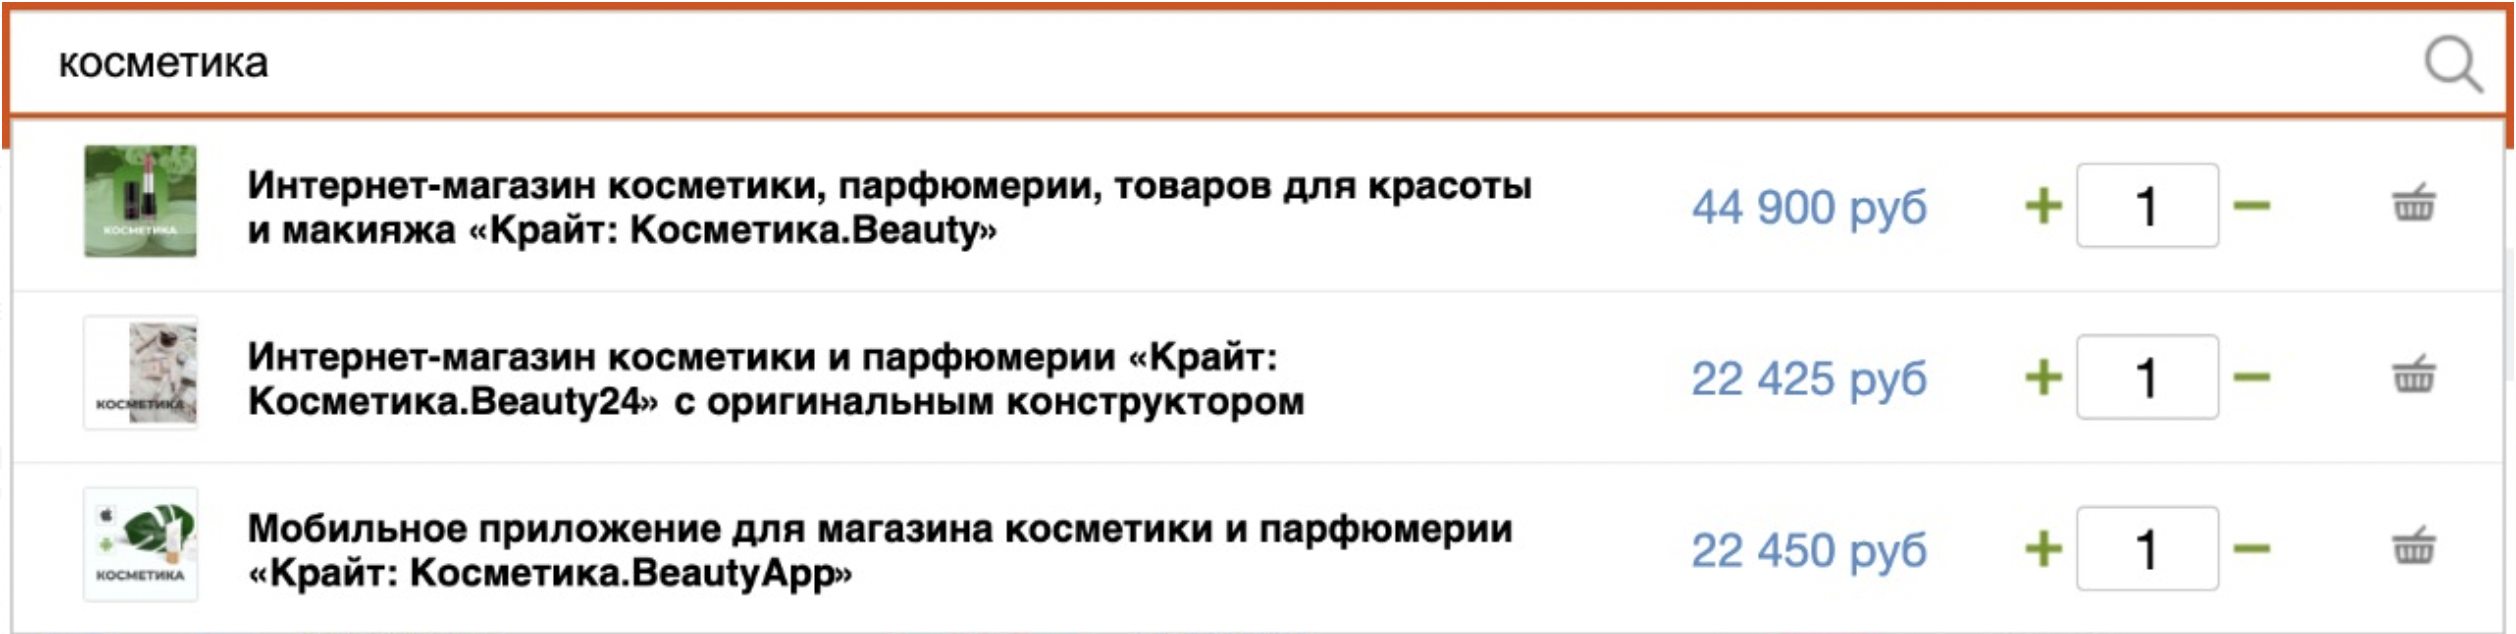 косметика
КОСМЕТИКА
Интернет-магазин косметики, парфюмерии, товаров для красоты
и макияжа «Крайт: Косметика.Beauty»
44 900 руб
+ 1 −
КОСМЕТИКА
Интернет-магазин косметики и парфюмерии «Крайт:
Косметика.Beauty24» с оригинальным конструктором
22 425 руб
+ 1 −
КОСМЕТИКА
Мобильное приложение для магазина косметики и парфюмерии
«Крайт: Косметика.BeautyApp»
22 450 руб
+ 1 −